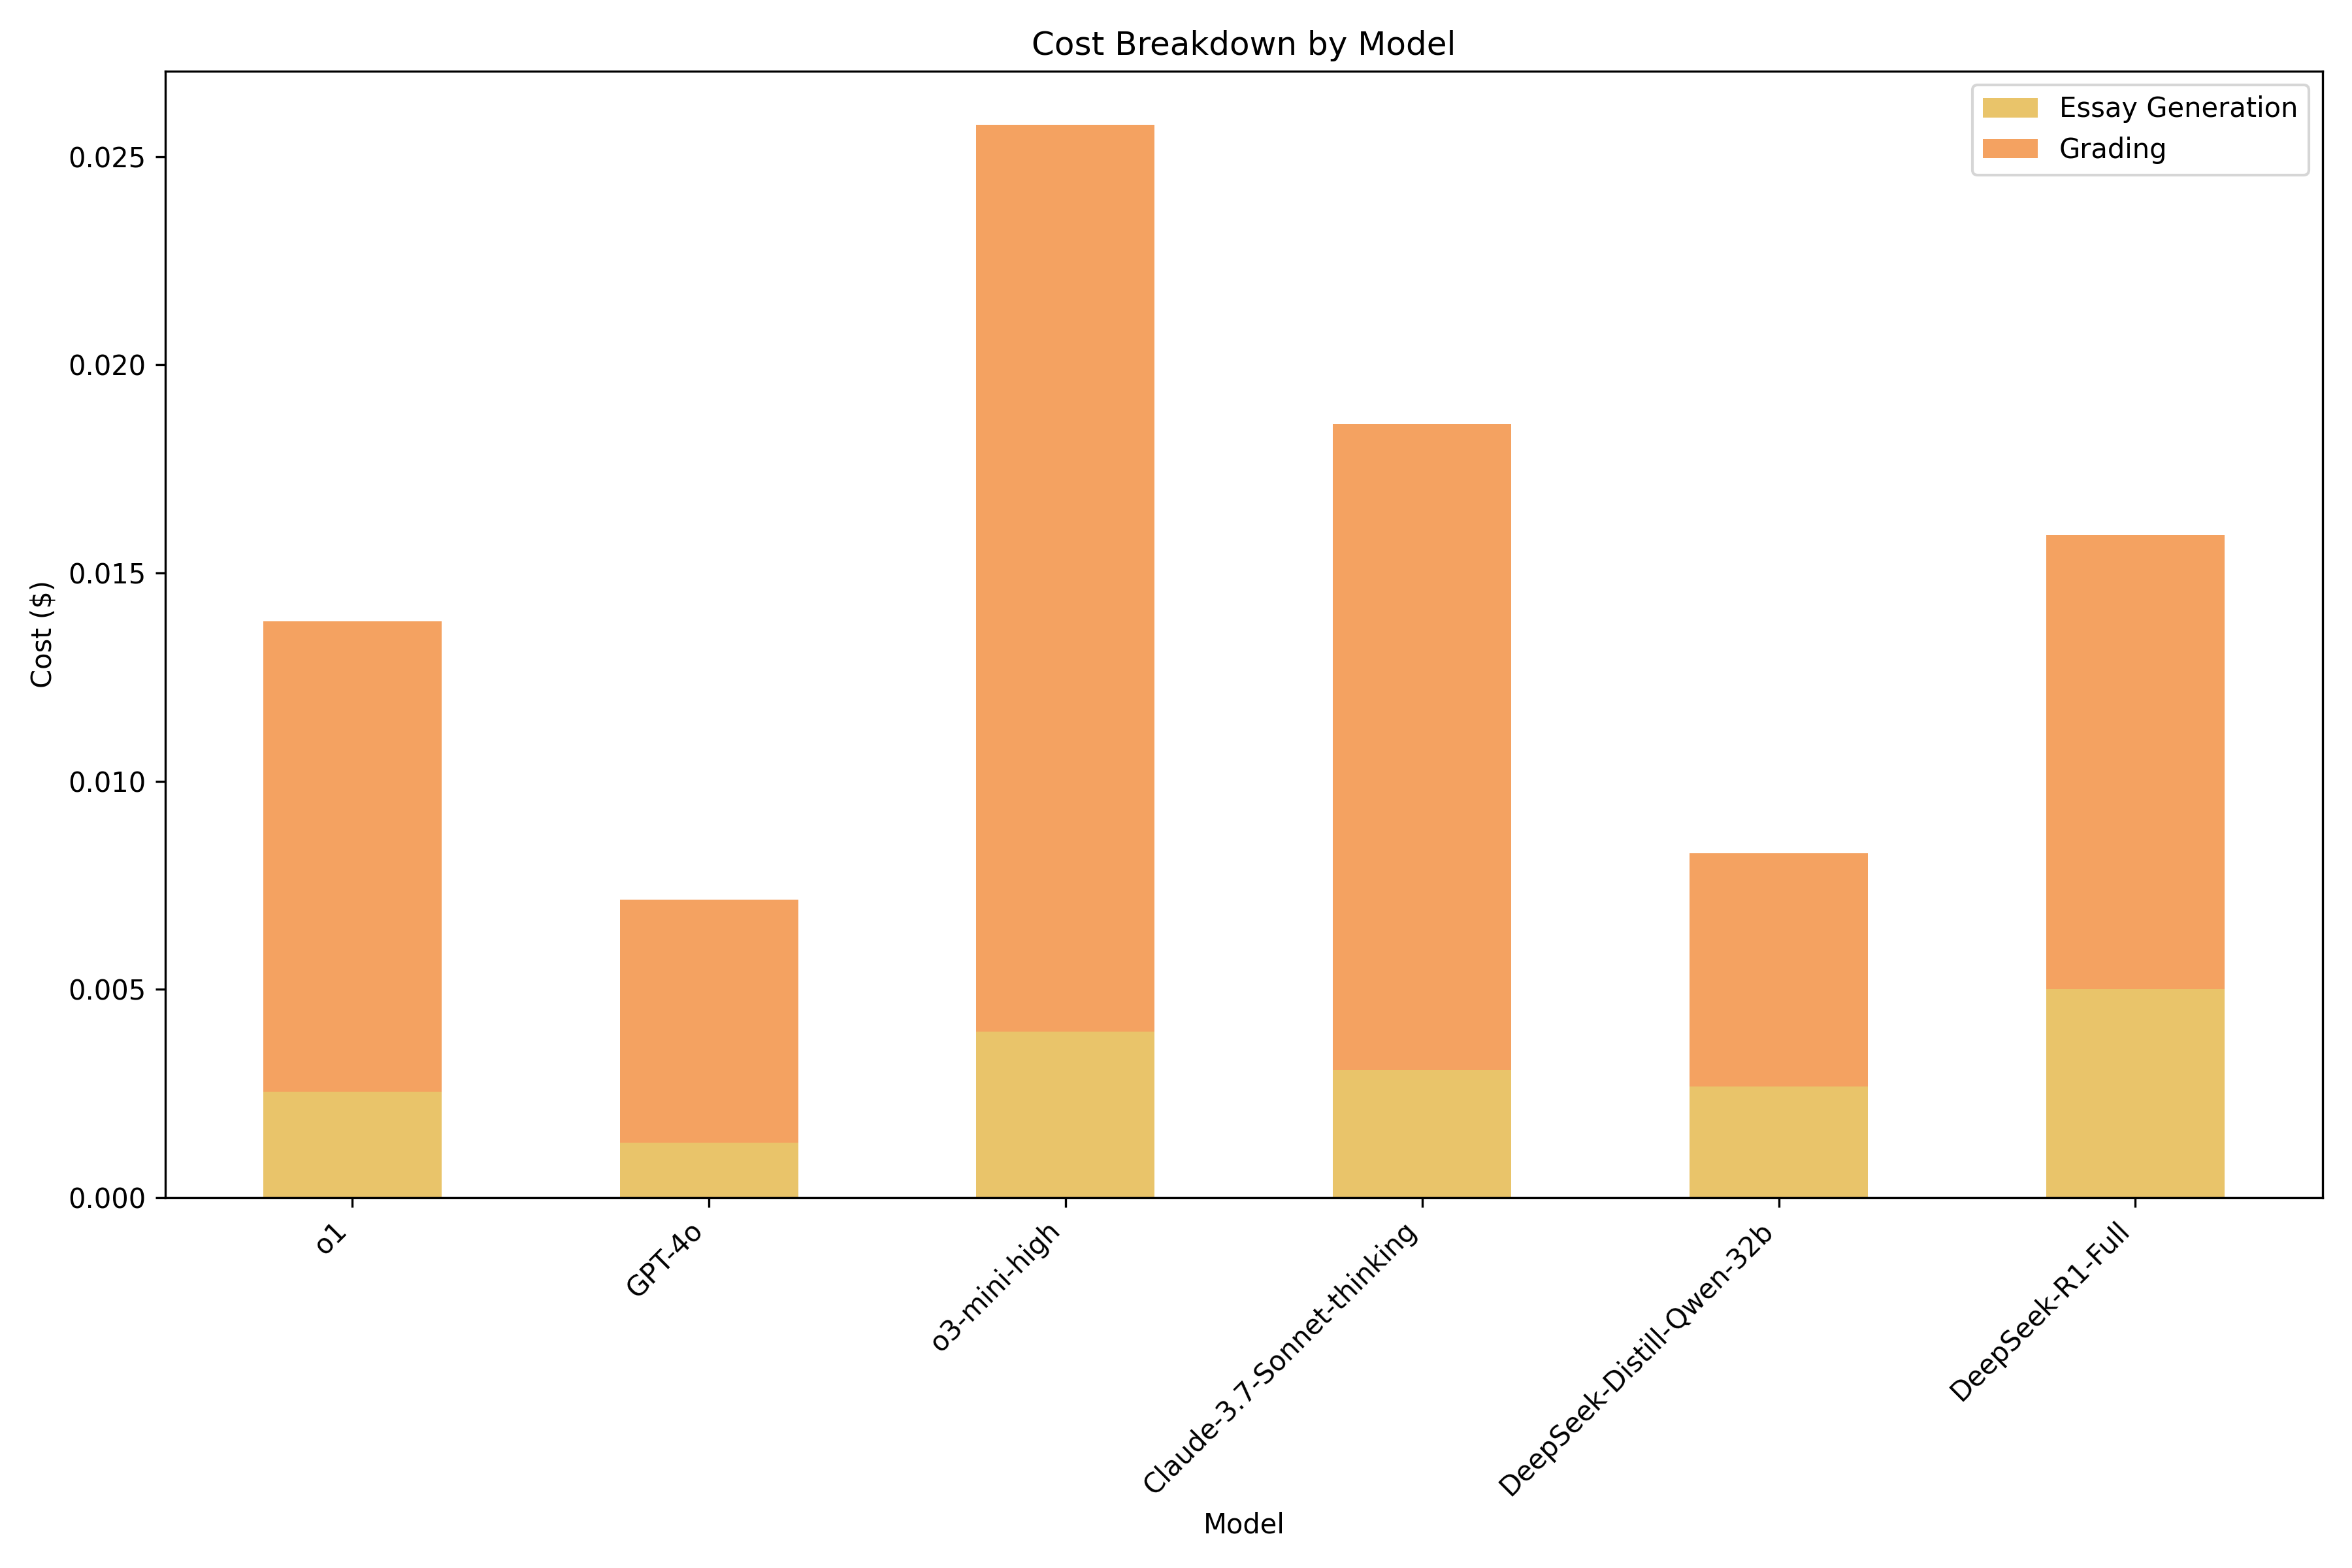 Cost Breakdown by Model
Essay Generation
Grading
Cost ($)
0.025
0.020
0.015
0.010
0.005
0.000
o1
GPT-4o
o3-mini-high
Claude-3.7-Sonnet-thinking
DeepSeek-Distill-Qwen-32b
DeepSeek-R1-Full
Model